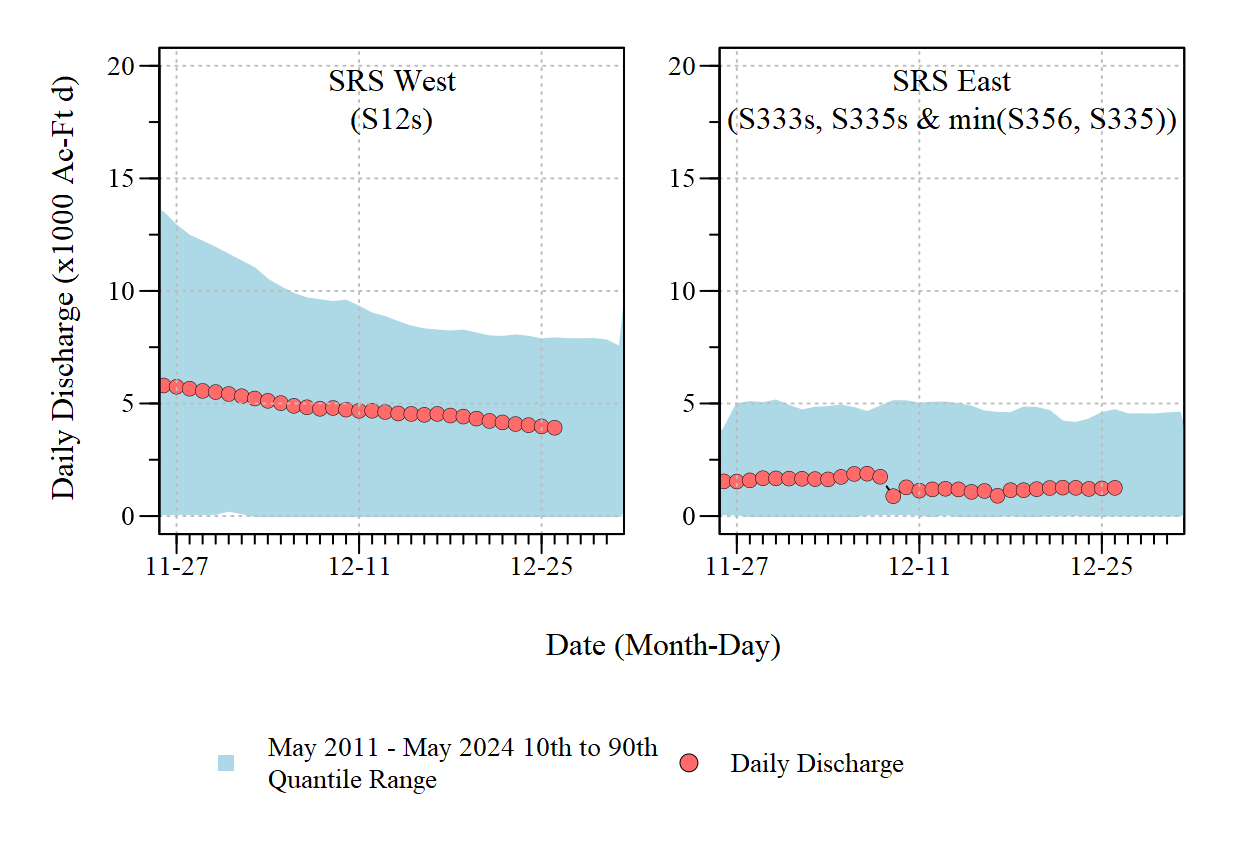 SRS West
(S12s)
SRS East
(S333s, S335s & min(S356, S335))
Daily Discharge (x1000 Ac-Ft d)
20
15
10
5
0
20
15
10
5
0
11-27 12-11 12-25
11-27 12-11 12-25
Date (Month-Day)
May 2011 - May 2024 10th to 90th
Quantile Range
Daily Discharge